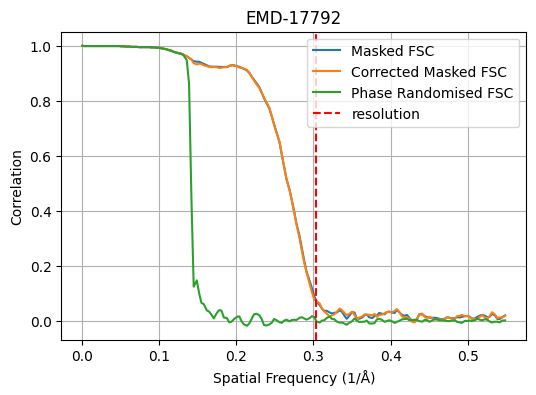 EMD-17792
Masked FSC
Corrected Masked FSC
Phase Randomised FSC
resolution
Correlation
1.0
0.8
0.6
0.4
0.2
0.0
0.0 0.1 0.2 0.3 0.4 0.5
Spatial Frequency (1/Å)